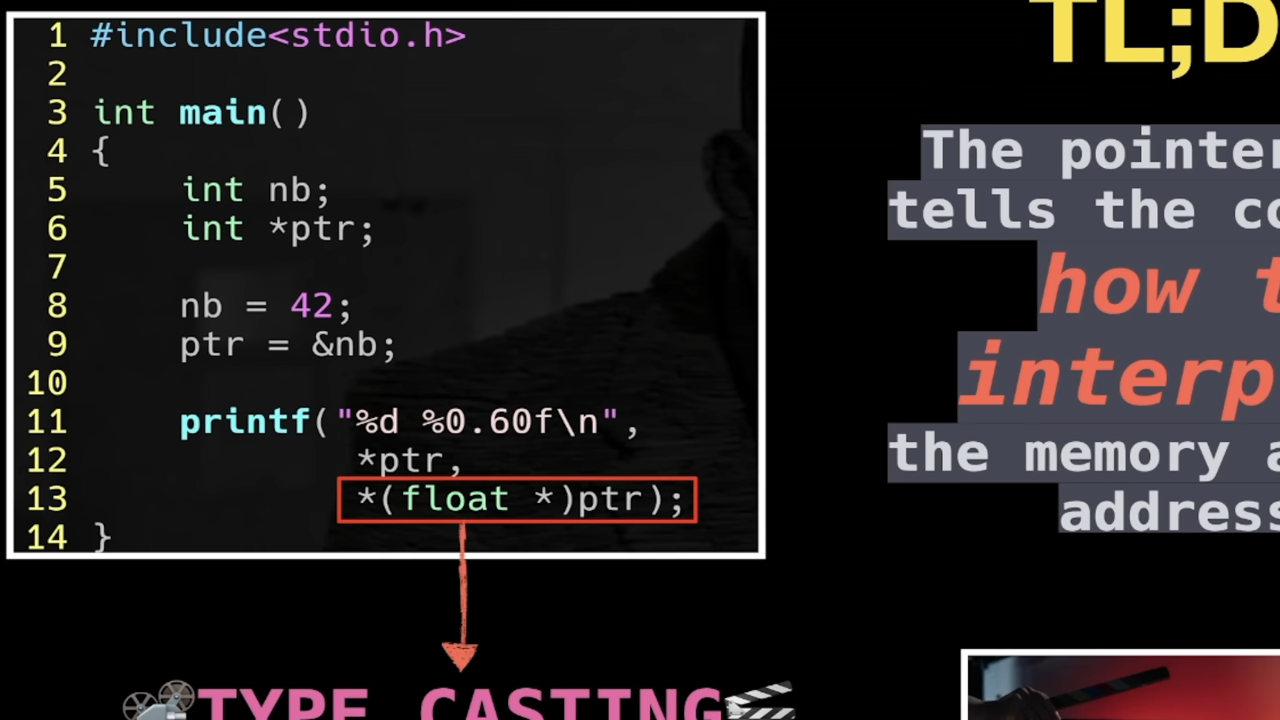 1 #include<stdio.h>
2
3 int main()
4 {
5 int nb;
6 int *ptr;
7
8 nb = 42;
9 ptr = &nb;
10
11 printf("%d %0.60f\n",
12 *ptr,
13 *(float *)ptr);
14 }
TYPE CASTING
TL;D
The pointer
tells the co
how t
interp
the memory a
address